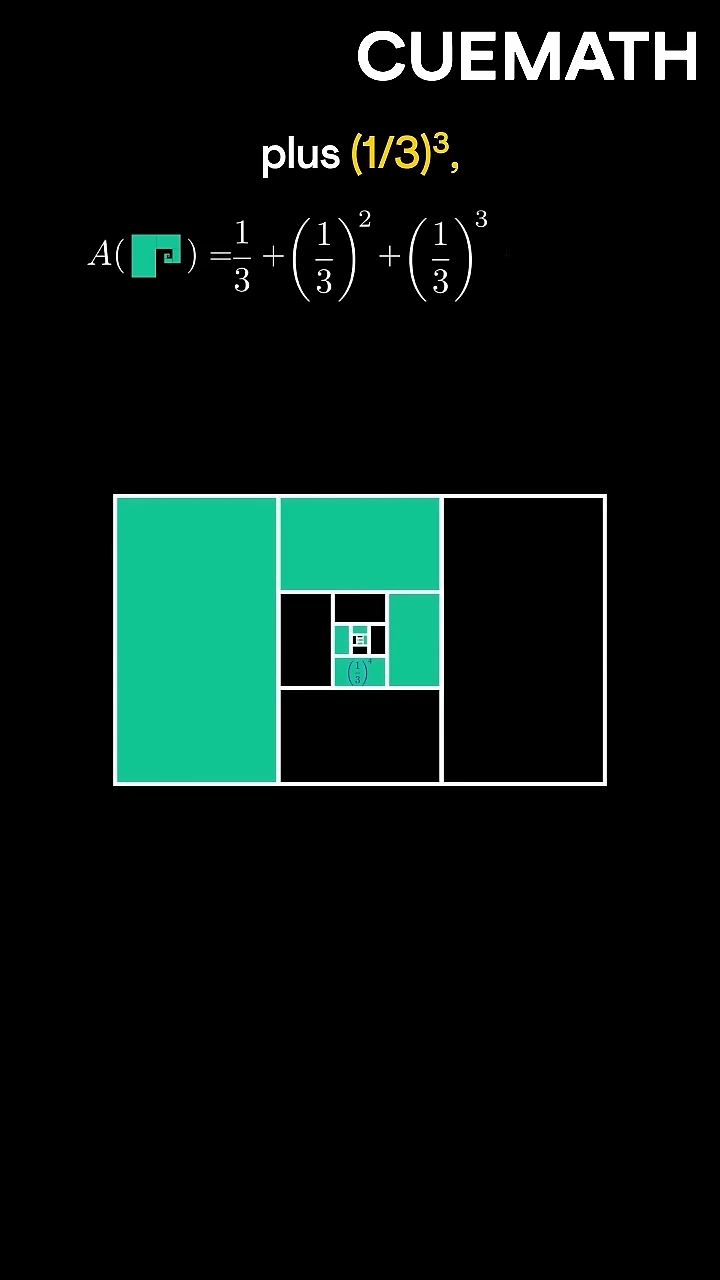 CUEMATH
plus (1/3)³,
A( ) = 1/3 + (1/3)² + (1/3)³
(1/3)⁴